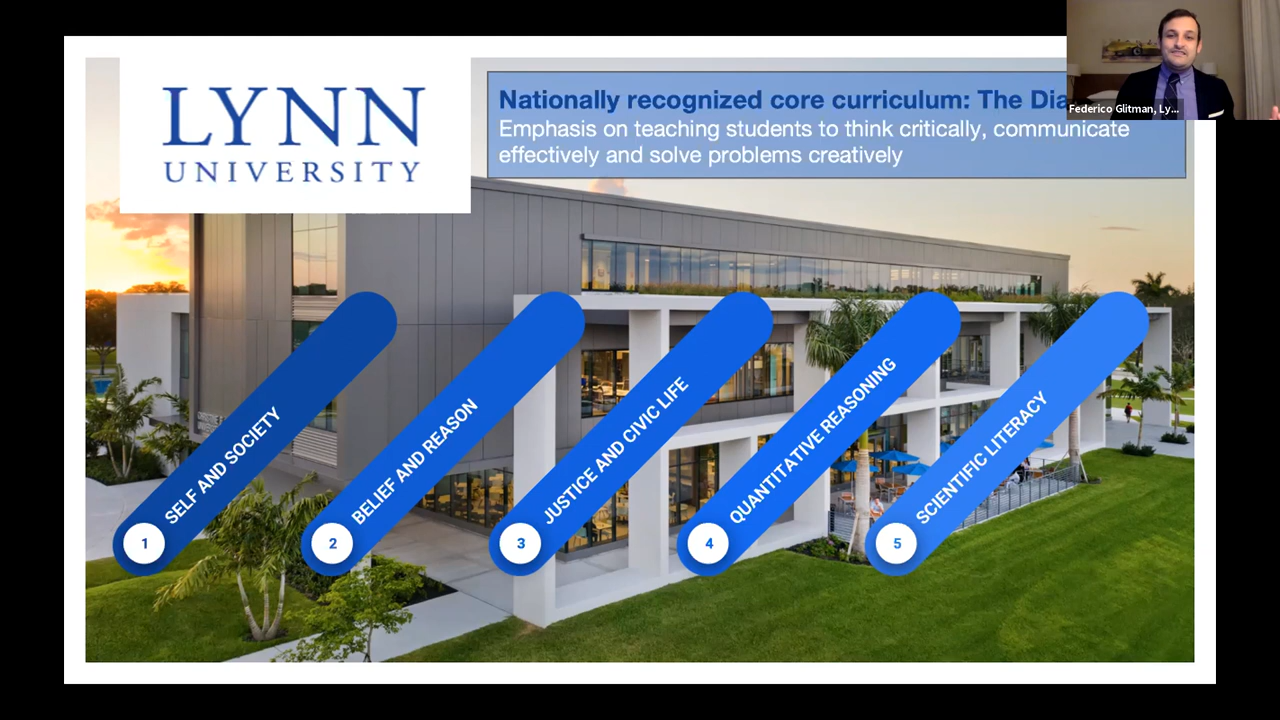 LYNN
UNIVERSITY
Nationally recognized core curriculum: The
Emphasis on teaching students to think critically, communicate
effectively and solve problems creatively
Federico Glitman, Ly...
1
SELF AND SOCIETY
2
BELIEF AND REASON
3
JUSTICE AND CIVIC LIFE
4
QUANTITATIVE REASONING
5
SCIENTIFIC LITERACY